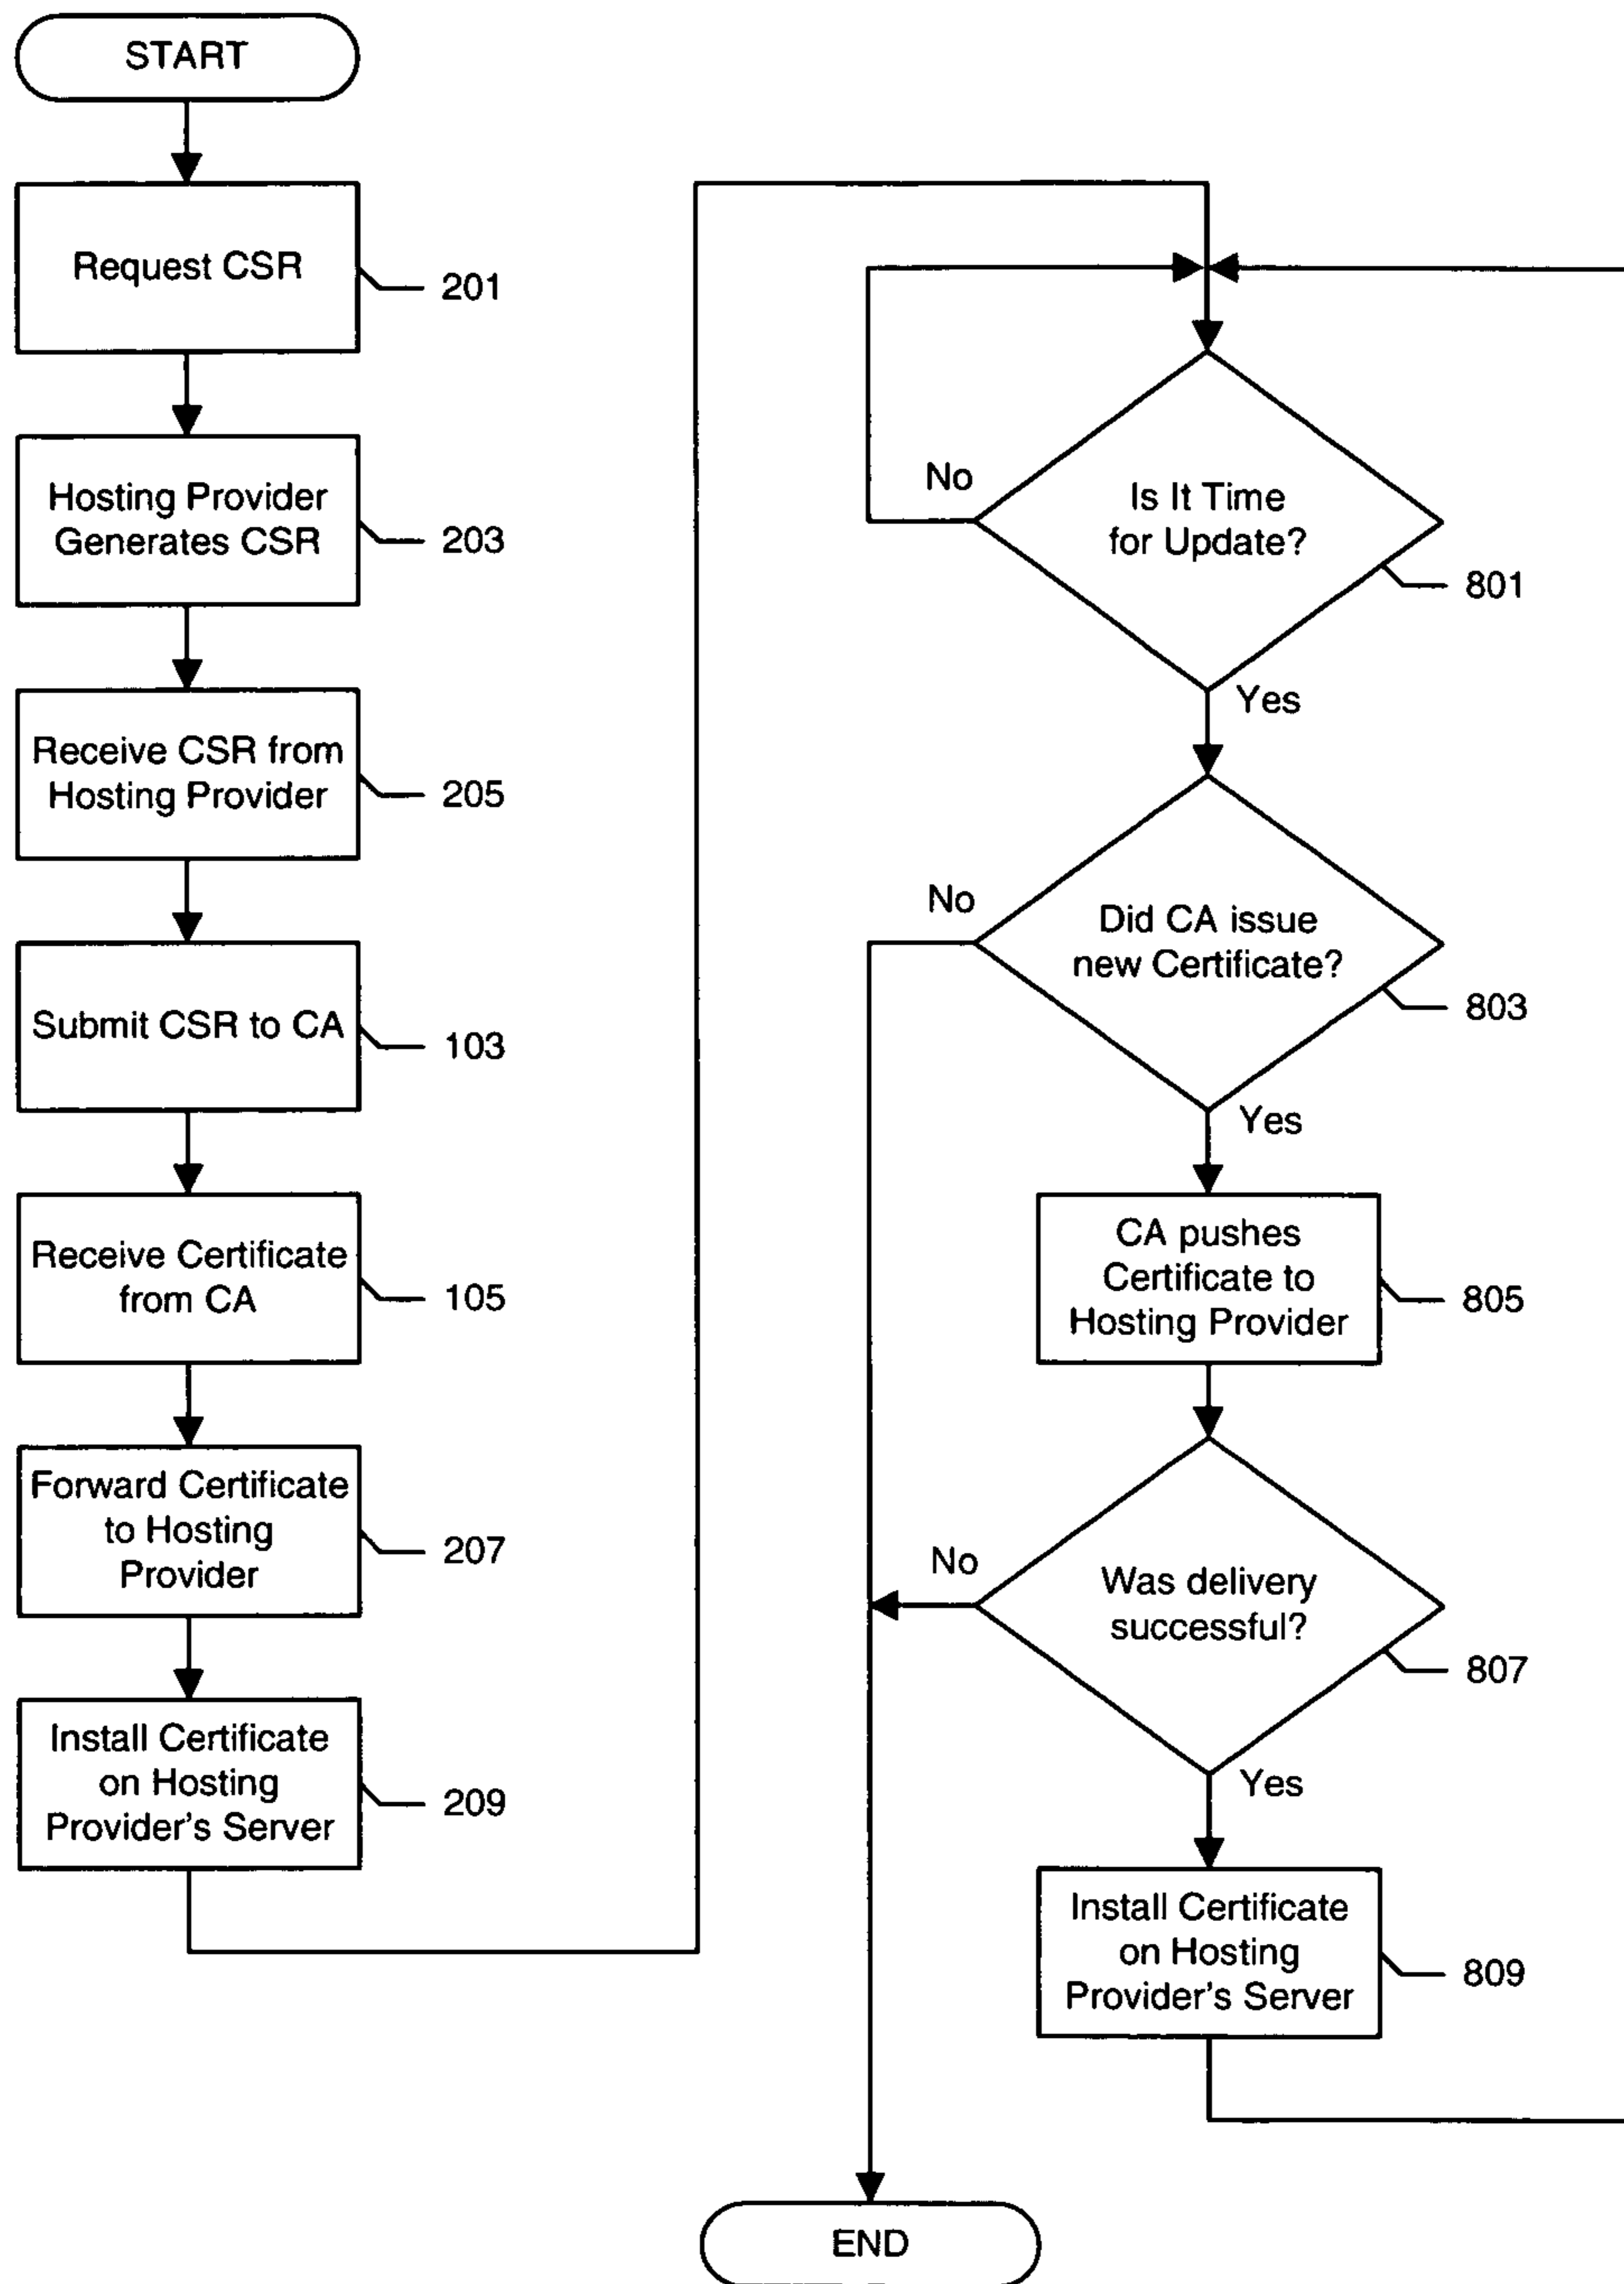 START
Request CSR
201
Hosting Provider
Generates CSR
203
Receive CSR from
Hosting Provider
205
Submit CSR to CA
103
Receive Certificate
from CA
105
Forward Certificate
to Hosting
Provider
207
Install Certificate
on Hosting
Provider's Server
209
No
Is It Time
for Update?
801
Yes
No
Did CA issue
new Certificate?
803
Yes
CA pushes
Certificate to
Hosting Provider
805
No
Was delivery
successful?
807
Yes
Install Certificate
on Hosting
Provider's Server
809
END